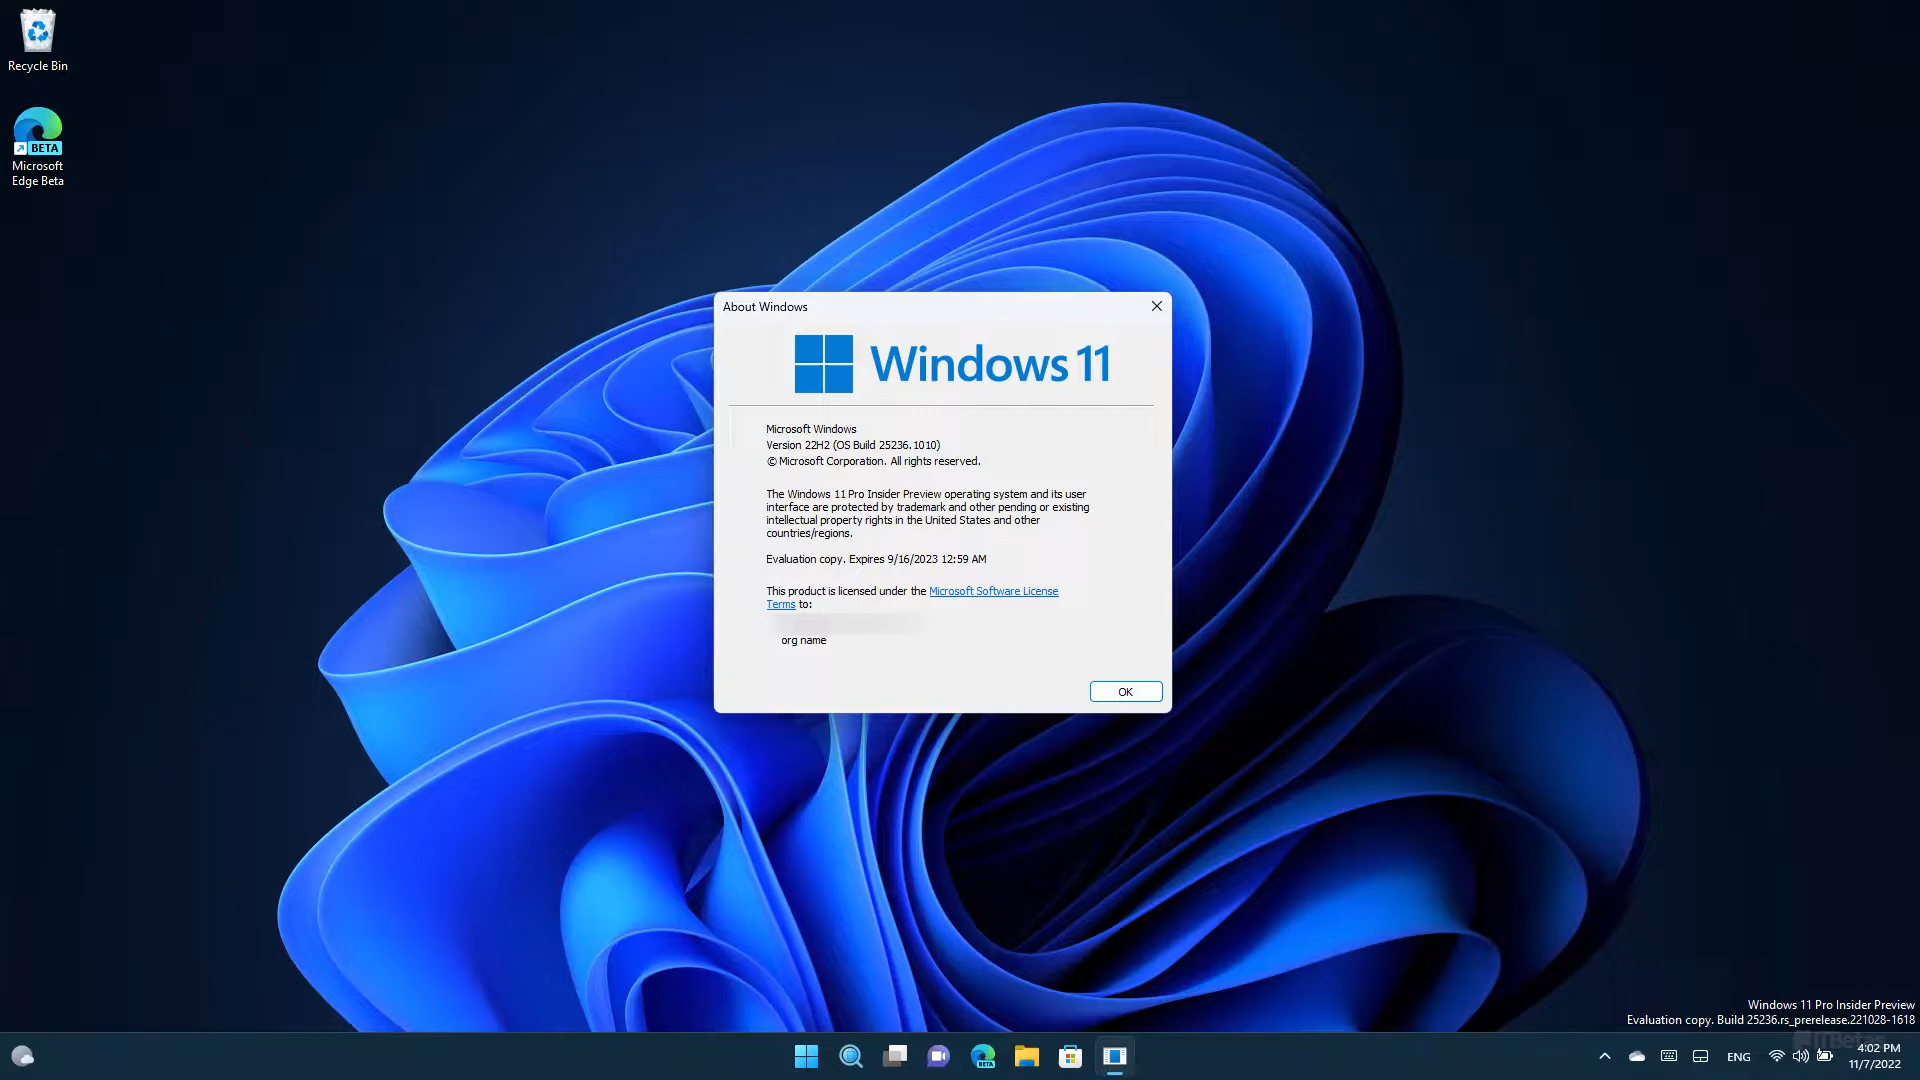 Recycle Bin
BETA
Microsoft
Edge Beta
About Windows
Windows 11
Microsoft Windows
Version 22H2 (OS Build 25236.1010)
© Microsoft Corporation. All rights reserved.
The Windows 11 Pro Insider Preview operating system and its user
interface are protected by trademark and other pending or existing
intellectual property rights in the United States and other
countries/regions.
Evaluation copy. Expires 9/16/2023 12:59 AM
This product is licensed under the Microsoft Software License
Terms to:
org name
OK
Windows 11 Pro Insider Preview
Evaluation copy. Build 25236.rs_prerelease.221028-1618
BETA
ENG
4:02 PM
11/7/2022